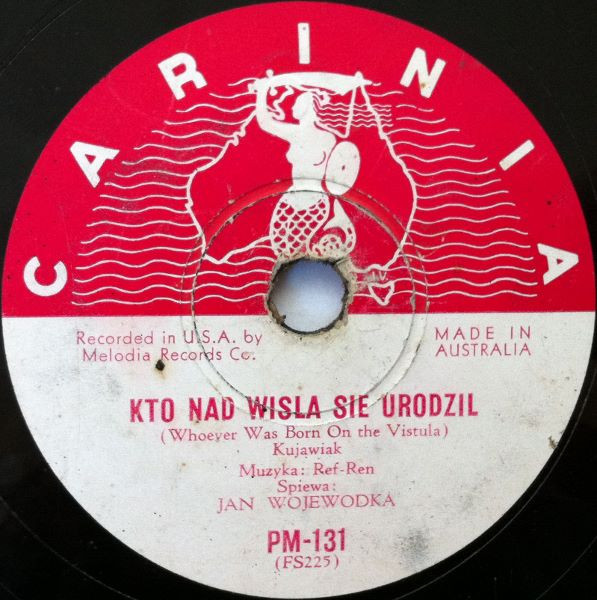 CARINIA
Recorded in U.S.A. by
Melodia Records Co.
MADE IN
AUSTRALIA
KTO NAD WISLA SIE URODZIL
(Whoever Was Born On the Vistula)
Kujawiak
Muzyka: Ref-Ren
Spiewa:
JAN WOJEWODKA
PM-131
(FS225)